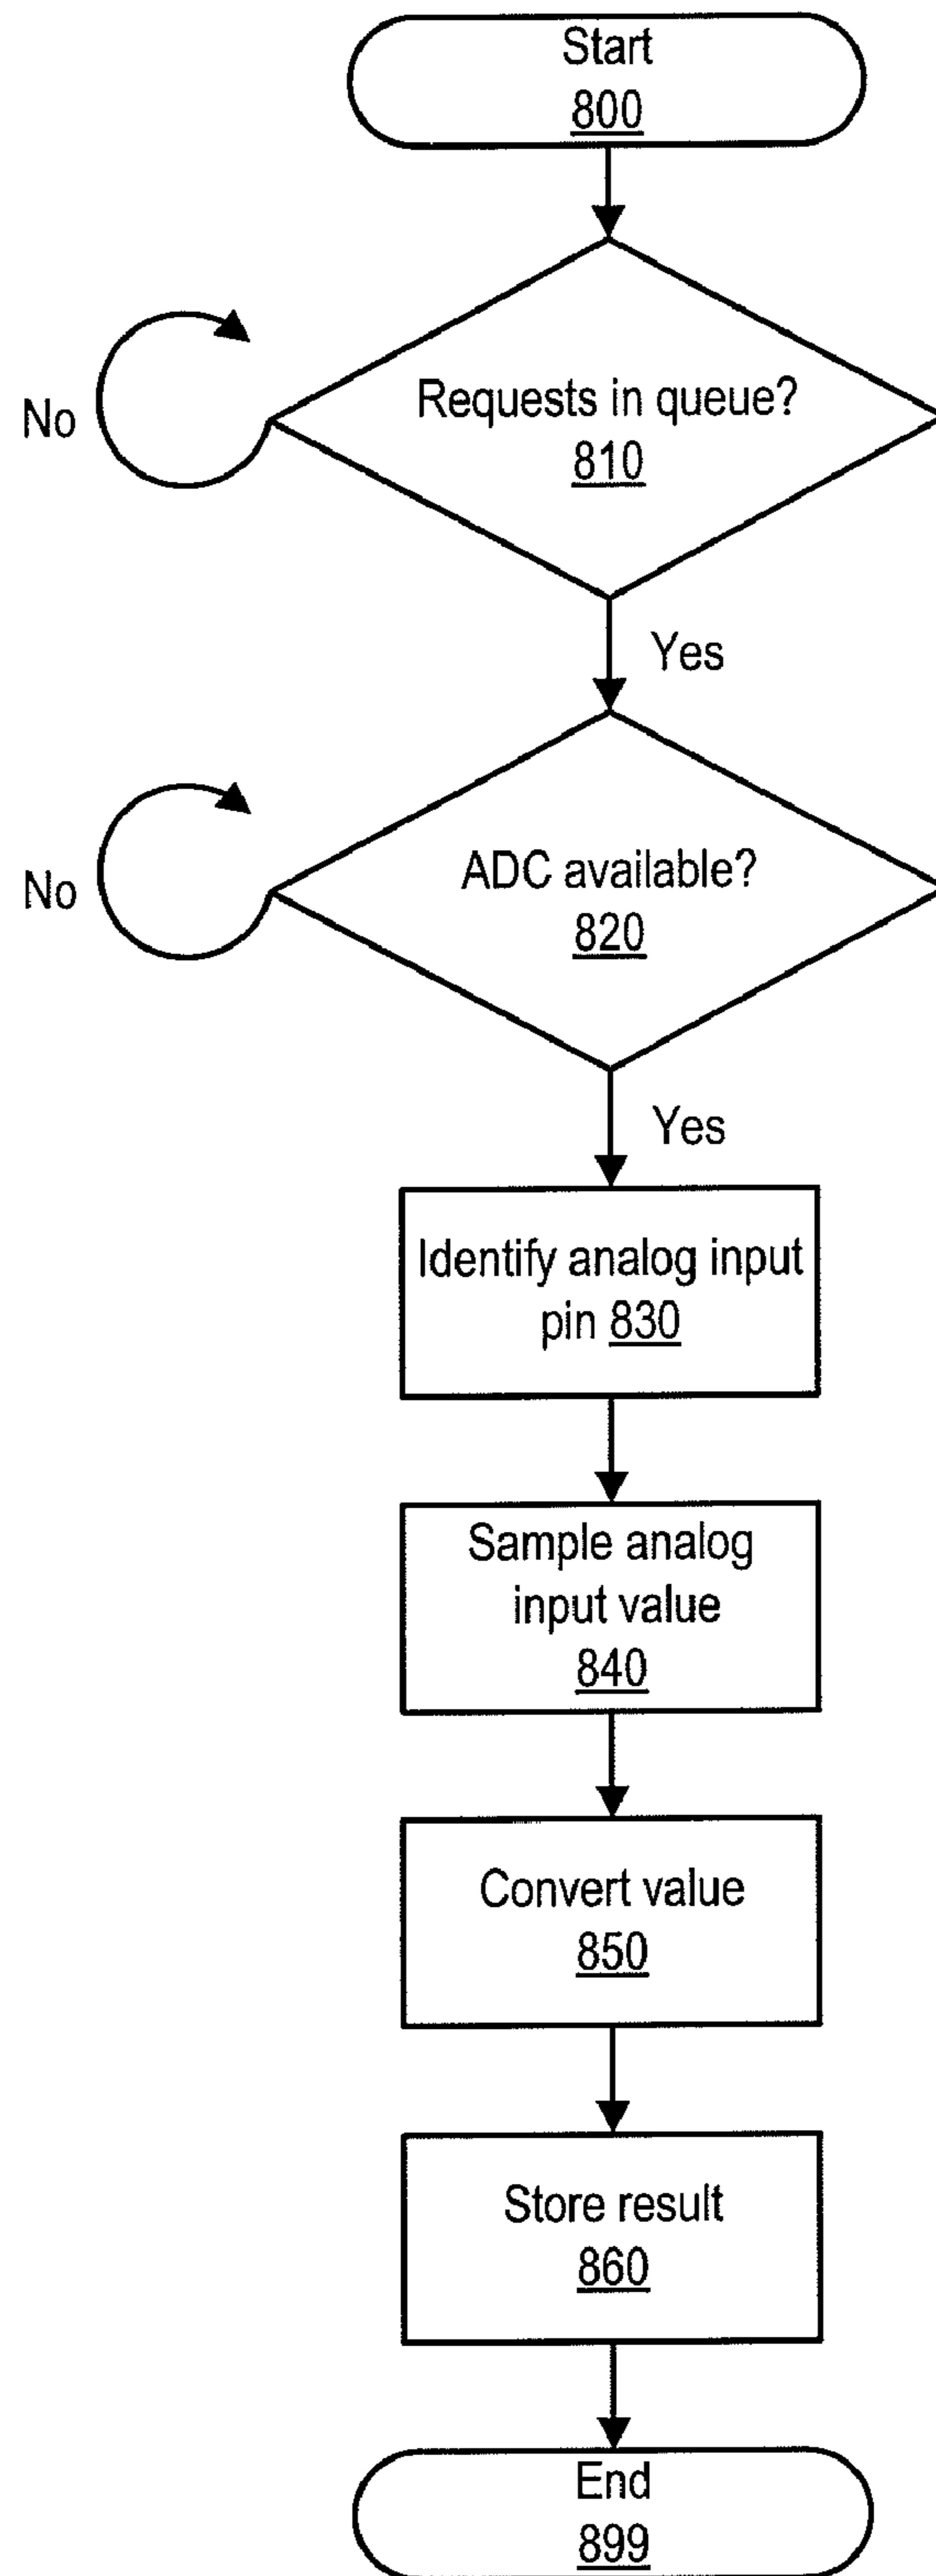 Start
800
Requests in queue?
810
No
Yes
ADC available?
820
No
Yes
Identify analog input
pin 830
Sample analog
input value
840
Convert value
850
Store result
860
End
899